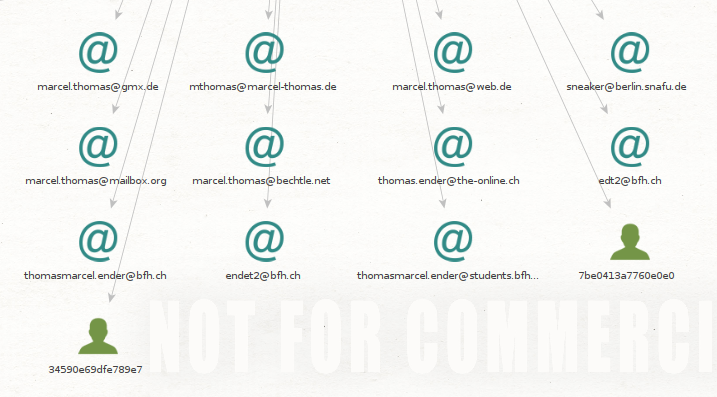 marcel.thomas@gmx.de
mthomas@marcel-thomas.de
marcel.thomas@web.de
sneaker@berlin.snafu.de
marcel.thomas@mailbox.org
marcel.thomas@bechtle.net
thomas.ender@the-online.ch
edt2@bfh.ch
thomasmarcel.ender@bfh.ch
endet2@bfh.ch
thomasmarcel.ender@students.bfh...
7be0413a7760e0e0
34590e69dfe789e7
NOT FOR COMMERCI